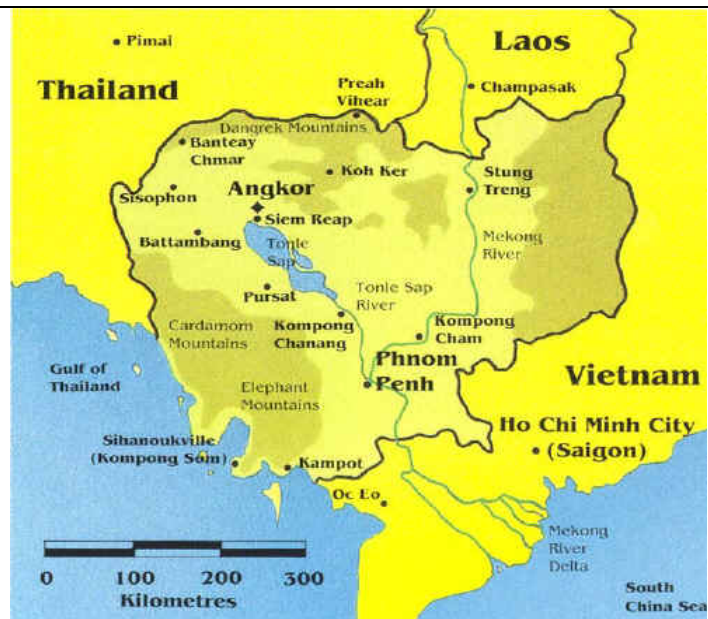 Pimai
Laos
Thailand
Preah
Vihear
Champasak
Dangrek Mountains
Banteay
Chmar
Koh Ker
Stung
Treng
Sisophon
Angkor
Siem Reap
Battambang
Tonle
Sap
Mekong
River
Pursat
Tonle Sap
River
Cardamom
Mountains
Kompong
Chanang
Kompong
Cham
Phnom
Penh
Gulf of
Thailand
Elephant
Mountains
Vietnam
Ho Chi Minh City
(Saigon)
Sihanoukville
(Kompong Som)
Kampot
Oc Eo
Mekong
River
Delta
0 100 200 300
Kilometres
South
China Sea